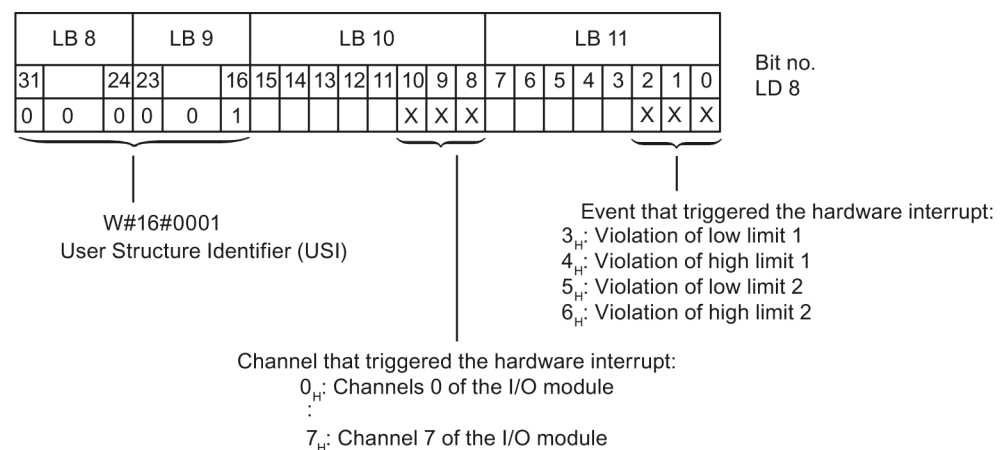 LB 8 LB 9 LB 10 LB 11
Bit no.
31 24 23 16 15 14 13 12 11 10 9 8 7 6 5 4 3 2 1 0
LD 8
0 0 0 0 0 1 X X X X X X
W#16#0001
User Structure Identifier (USI)
Event that triggered the hardware interrupt:
3H: Violation of low limit 1
4H: Violation of high limit 1
5H: Violation of low limit 2
6H: Violation of high limit 2
Channel that triggered the hardware interrupt:
0H: Channels 0 of the I/O module
:
7H: Channel 7 of the I/O module